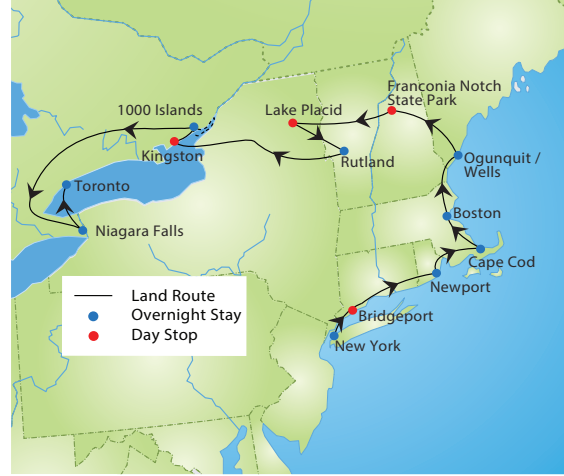 Franconia Notch
State Park
1000 Islands
Lake Placid
Kingston
Rutland
Ogunquit /
Wells
Toronto
Boston
Niagara Falls
Cape Cod
Newport
Land Route
Overnight Stay
Bridgeport
Day Stop
New York